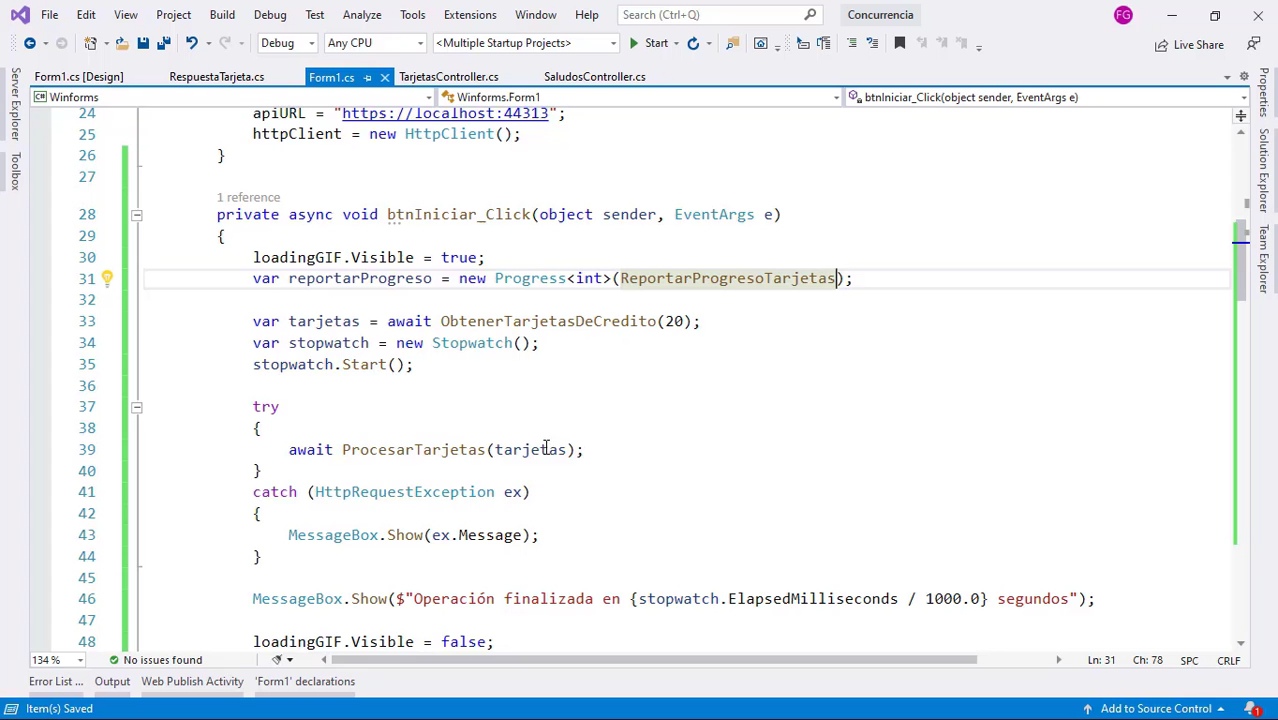 File Edit View Project Build Debug Test Analyze Tools Extensions Window Help Search (Ctrl+Q) Concurrencia FG
Debug Any CPU <Multiple Startup Projects> Start Live Share
Form1.cs [Design] RespuestaTarjeta.cs Form1.cs TarjetasController.cs SaludosController.cs
Winforms Winforms.Form1 btnIniciar_Click(object sender, EventArgs e)
Server Explorer
Toolbox
24 apiURL = "https://localhost:44313";
25 httpClient = new HttpClient();
26 }
27
1 reference
28 private async void btnIniciar_Click(object sender, EventArgs e)
29 {
30 loadingGIF.Visible = true;
31 var reportarProgreso = new Progress<int>(ReportarProgresoTarjetas);
32
33 var tarjetas = await ObtenerTarjetasDeCredito(20);
34 var stopwatch = new Stopwatch();
35 stopwatch.Start();
36
37 try
38 {
39 await ProcesarTarjetas(tarjetas);
40 }
41 catch (HttpRequestException ex)
42 {
43 MessageBox.Show(ex.Message);
44 }
45
46 MessageBox.Show($"Operación finalizada en {stopwatch.ElapsedMilliseconds / 1000.0} segundos");
47
48 loadingGIF.Visible = false;
Properties
Solution Explorer
Team Explorer
134 % No issues found Ln: 31 Ch: 78 SPC CRLF
Error List ... Output Web Publish Activity 'Form1' declarations
Item(s) Saved Add to Source Control 1